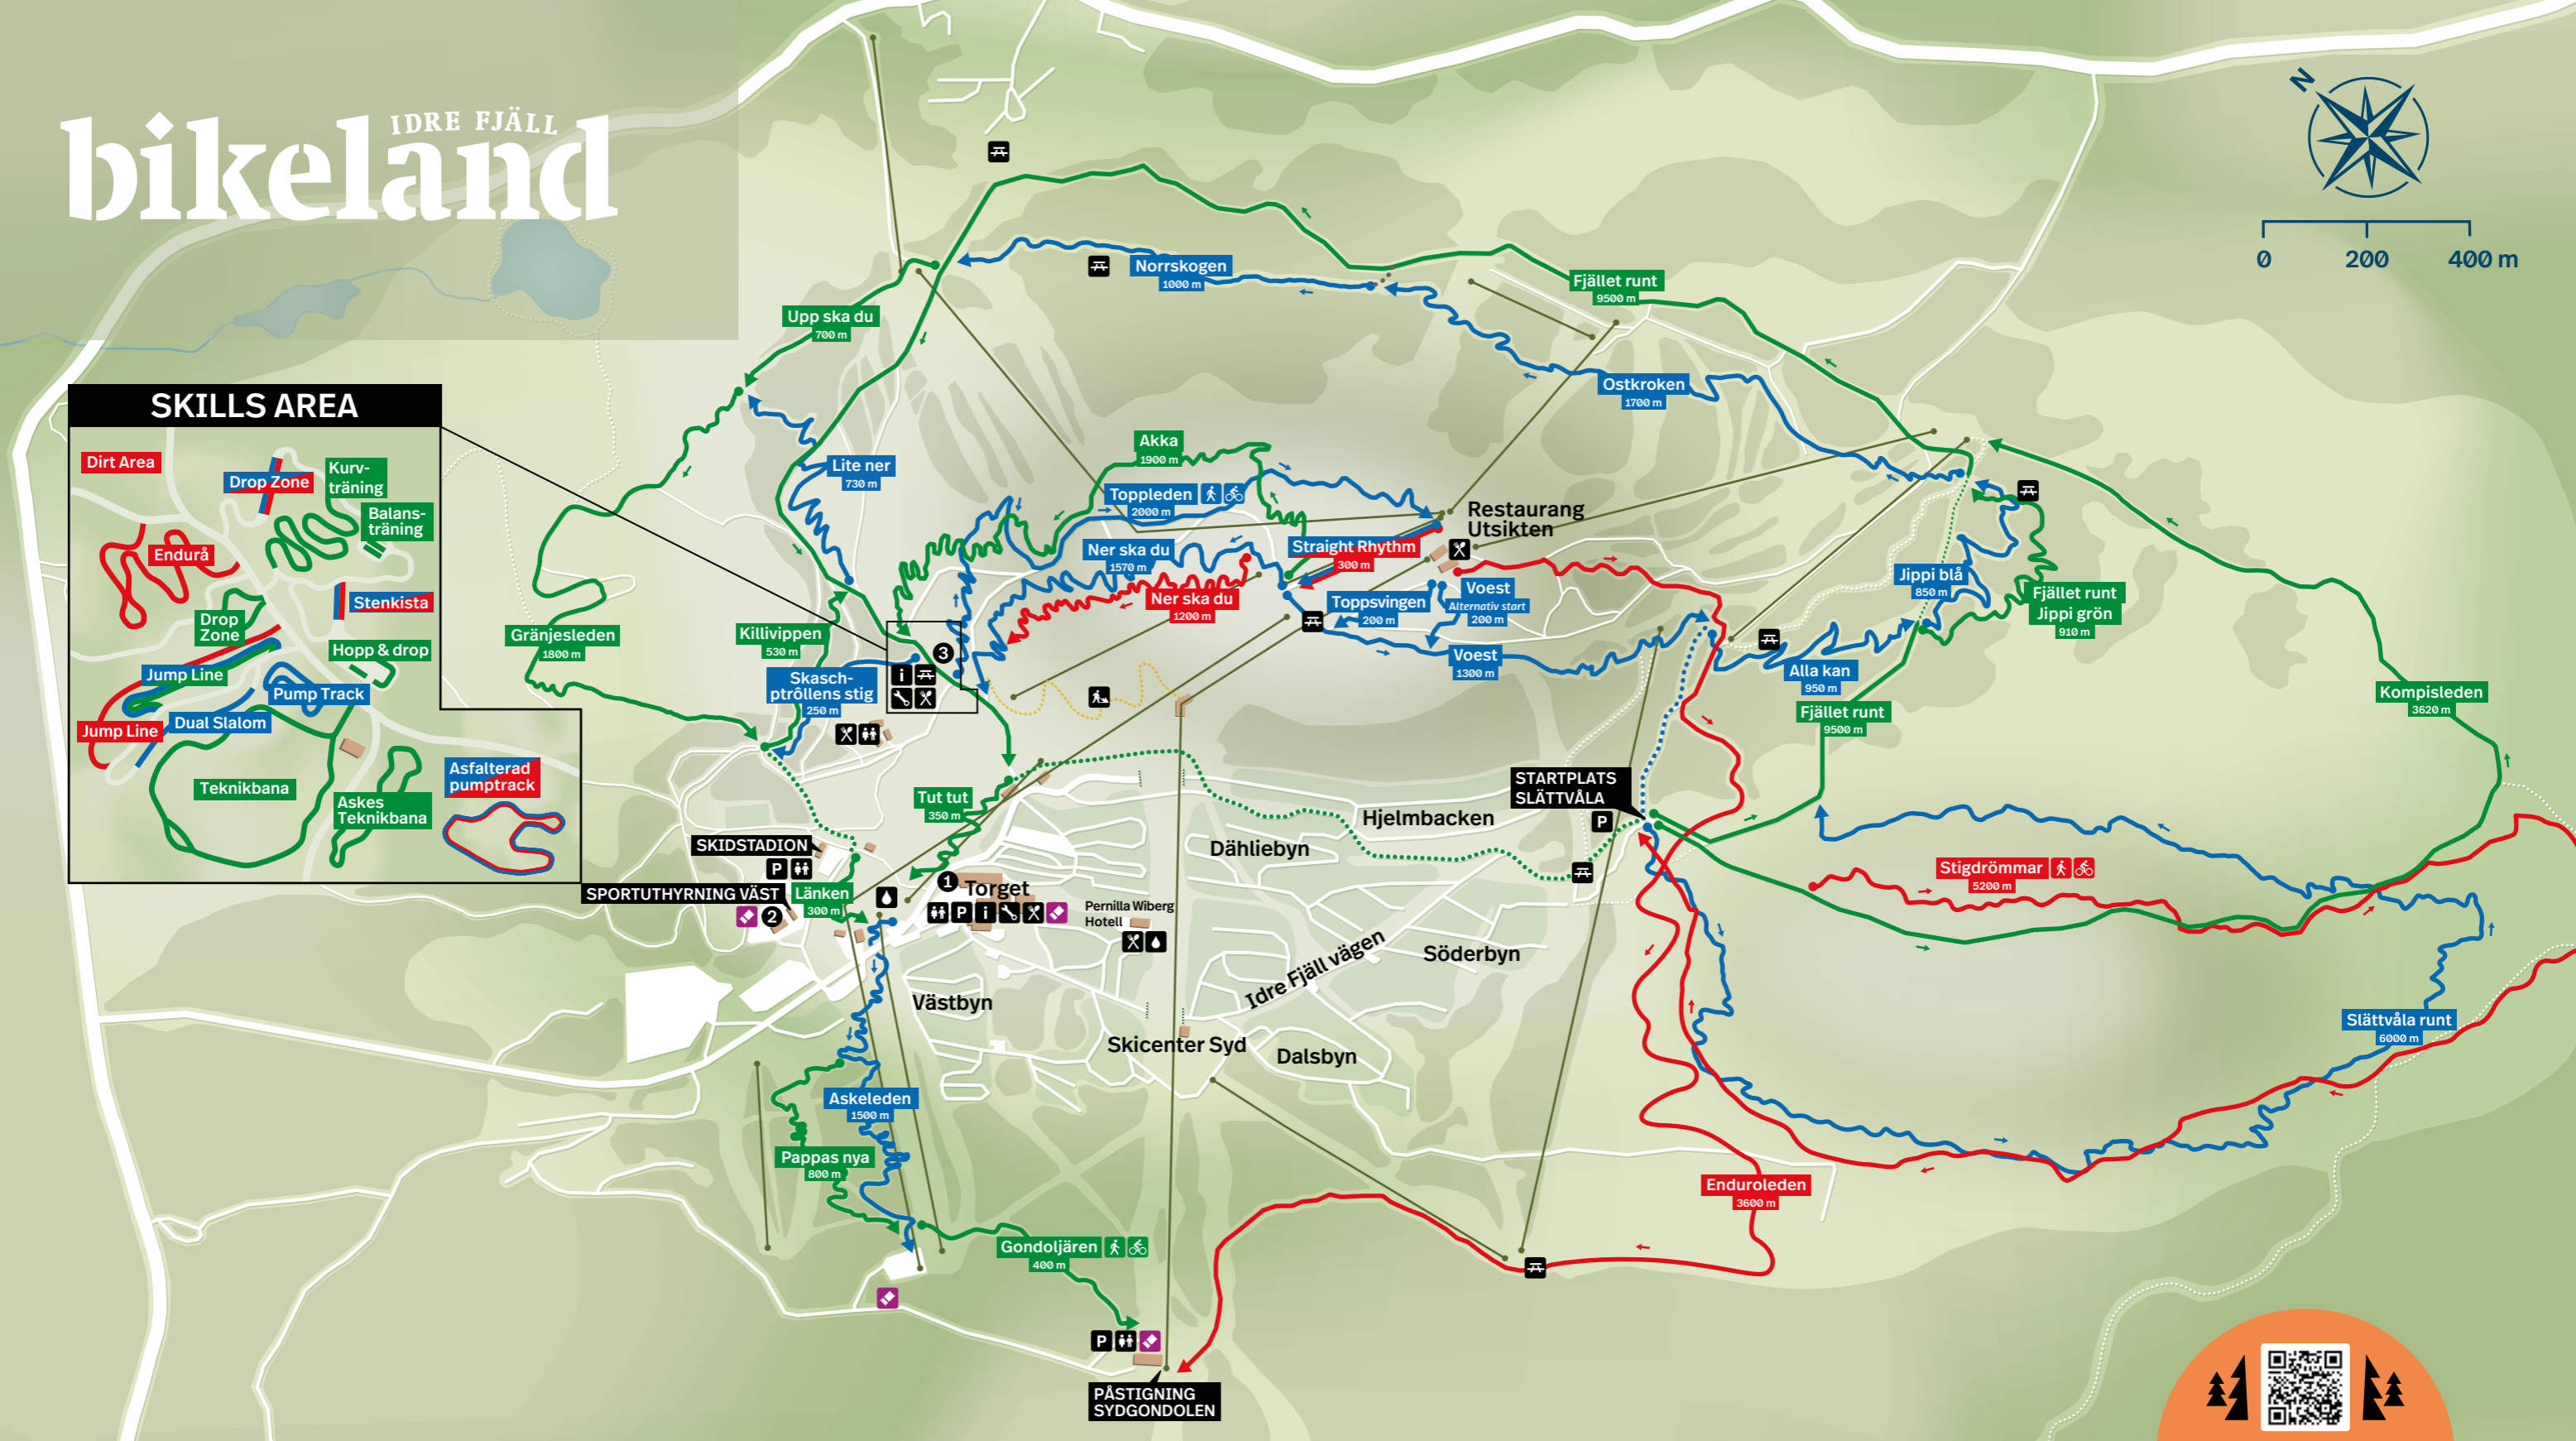 IDRE FJÄLL
bikeland
N
0 200 400 m
SKILLS AREA
Dirt Area
Drop Zone
Kurv-
träning
Balans-
träning
Endurå
Stenkista
Drop
Zone
Hopp & drop
Jump Line
Pump Track
Dual Slalom
Jump Line
Teknikbana
Askes
Teknikbana
Asfalterad
pumptrack
Norrskogen
1000 m
Fjället runt
9500 m
Upp ska du
700 m
Ostkroken
1700 m
Akka
1900 m
Lite ner
730 m
Toppleden
2000 m
Restaurang
Utsikten
Ner ska du
1570 m
Straight Rhythm
300 m
Ner ska du
1200 m
Toppsvingen
200 m
Voest
Alternativ start
200 m
Jippi blå
850 m
Fjället runt
Jippi grön
910 m
Gränjesleden
1800 m
Killivippen
530 m
3
i
Skasch-
ptrôllens stig
250 m
Voest
1300 m
Alla kan
950 m
Fjället runt
9500 m
Kompisleden
3620 m
Tut tut
350 m
STARTPLATS
SLÄTTVÅLA
P
Hjelmbacken
Dähliebyn
SKIDSTADION
P
SPORTUTHYRNING VÄST
2
Länken
300 m
1
Torget
P i
Pernilla Wiberg
Hotell
Stigdrömmar
5200 m
Idre Fjäll vägen
Söderbyn
Västbyn
Skicenter Syd
Dalsbyn
Slättvåla runt
6000 m
Askeleden
1500 m
Pappas nya
800 m
Enduroleden
3600 m
Gondoljären
400 m
P
PÅSTIGNING
SYDGONDOLEN